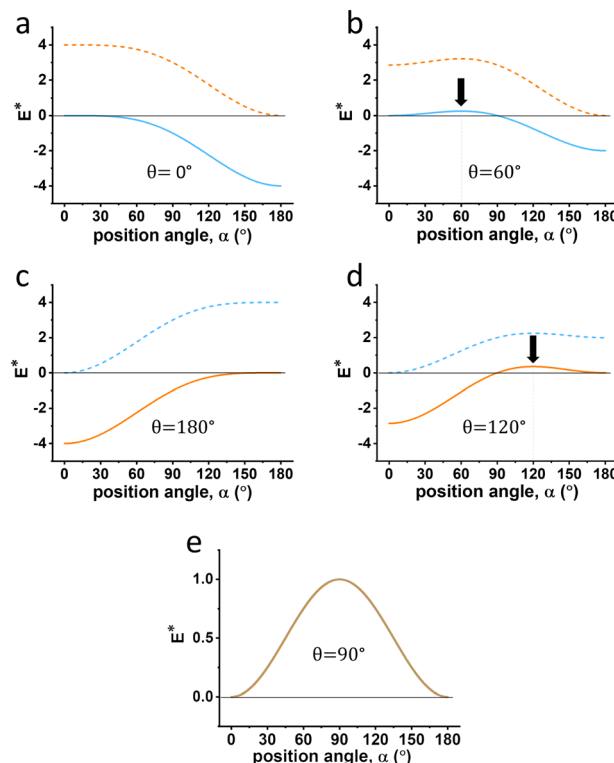 a
b
4
2
0
-2
-4
E*
θ= 0°
0 30 60 90 120 150 180
position angle, α (°)
4
2
0
-2
-4
E*
θ=60°
0 30 60 90 120 150 180
position angle, α (°)
c
d
4
2
0
-2
-4
E*
θ=180°
0 30 60 90 120 150 180
position angle, α (°)
4
2
0
-2
-4
E*
θ=120°
0 30 60 90 120 150 180
position angle, α (°)
e
1.0
0.5
0.0
E*
θ=90°
0 30 60 90 120 150 180
position angle, α (°)